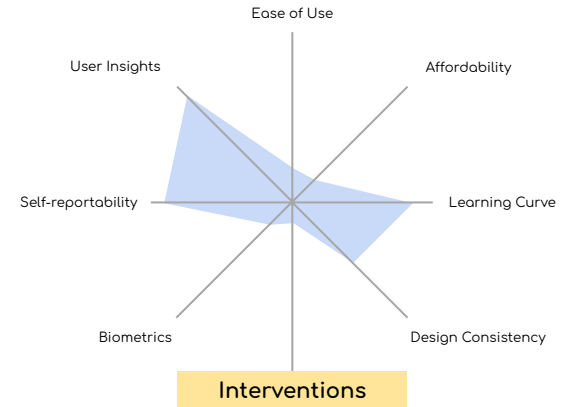 Ease of Use
User Insights
Affordability
Self-reportability
Learning Curve
Biometrics
Design Consistency
Interventions